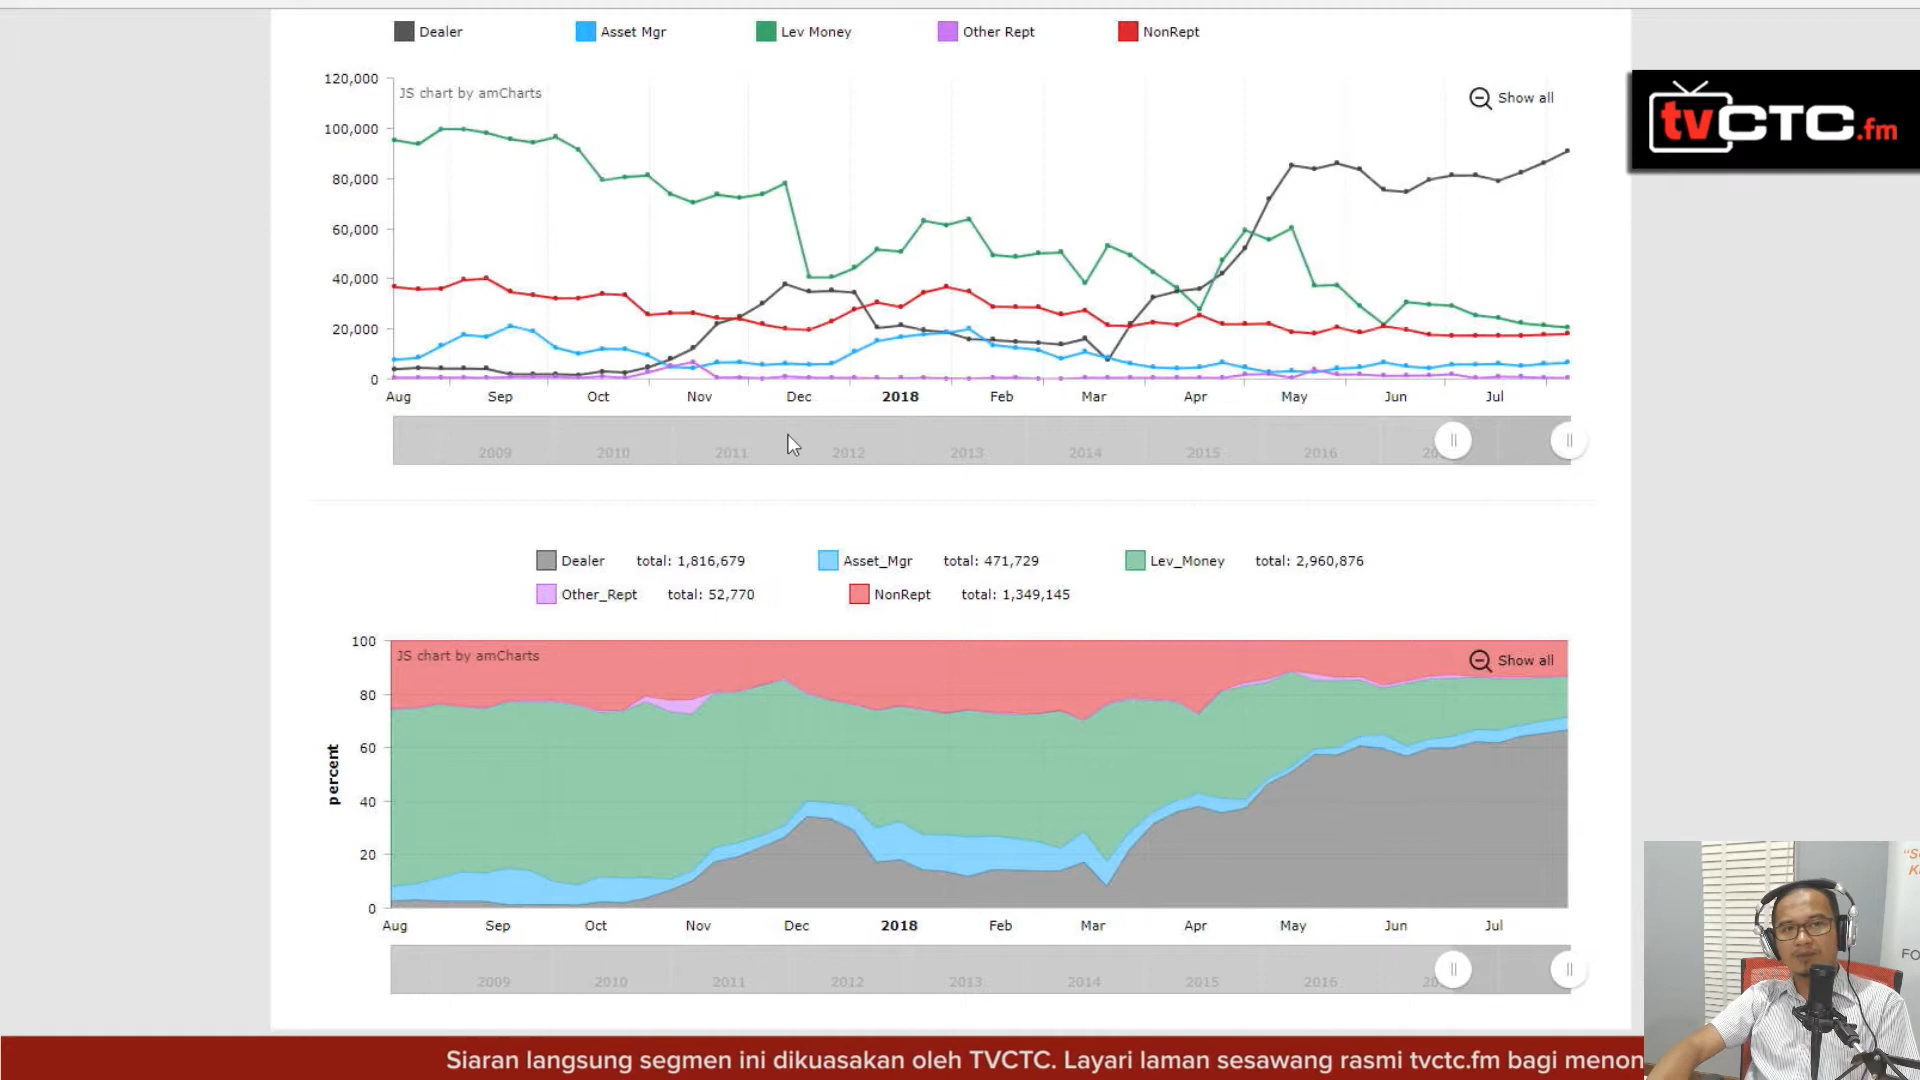 Dealer Asset Mgr Lev Money Other Rept NonRept
120,000
JS chart by amCharts
Show all
tvCTC.fm
100,000
80,000
60,000
40,000
20,000
0
Aug Sep Oct Nov Dec 2018 Feb Mar Apr May Jun Jul
2009 2010 2011 2012 2013 2014 2015 2016
Dealer total: 1,816,679 Asset_Mgr total: 471,729 Lev_Money total: 2,960,876
Other_Rept total: 52,770 NonRept total: 1,349,145
100
JS chart by amCharts
Show all
80
60
percent
40
20
0
Aug Sep Oct Nov Dec 2018 Feb Mar Apr May Jun Jul
2009 2010 2011 2012 2013 2014 2015 2016
FO
Siaran langsung segmen ini dikuasakan oleh TVCTC. Layari laman sesawang rasmi tvctc.fm bagi menon